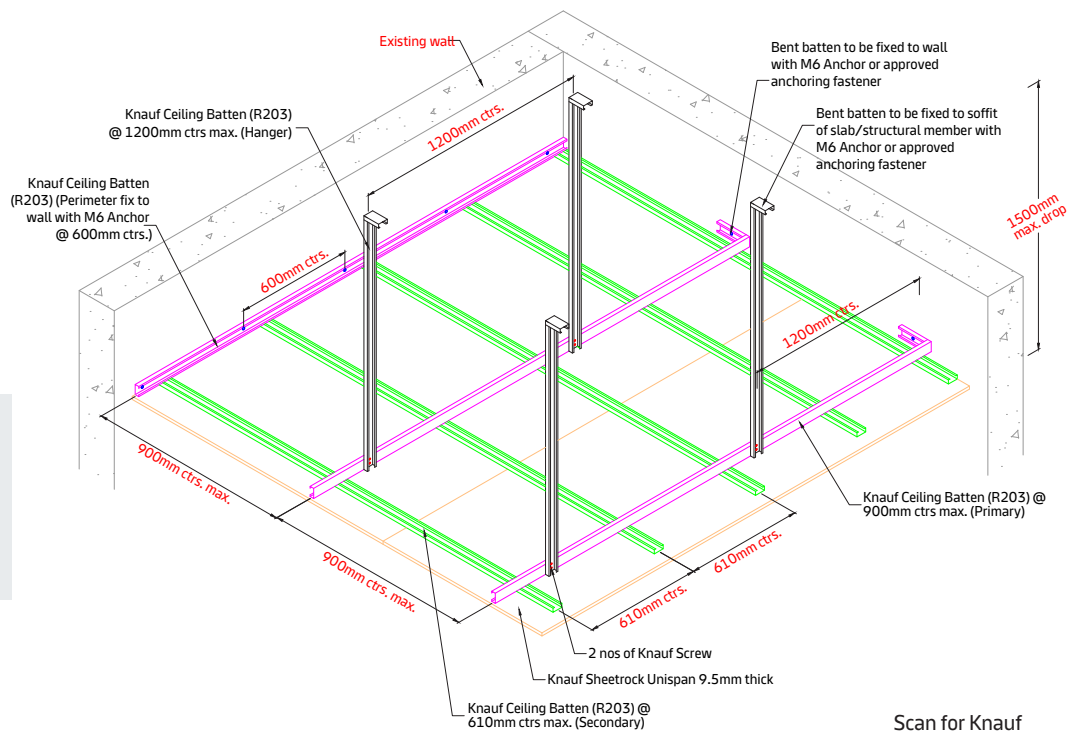 Existing wall
Bent batten to be fixed to wall
with M6 Anchor or approved
anchoring fastener
Knauf Ceiling Batten (R203)
@ 1200mm ctrs max. (Hanger)
1200mm ctrs.
Bent batten to be fixed to soffit
of slab/structural member with
M6 Anchor or approved
anchoring fastener
Knauf Ceiling Batten
(R203) (Perimeter fix to
wall with M6 Anchor
@ 600mm ctrs.)
1500mm
max. drop
600mm ctrs.
1200mm ctrs.
900mm ctrs. max.
Knauf Ceiling Batten (R203) @
900mm ctrs max. (Primary)
900mm ctrs. max.
610mm ctrs.
610mm ctrs.
2 nos of Knauf Screw
Knauf Sheetrock Unispan 9.5mm thick
Knauf Ceiling Batten (R203) @
610mm ctrs max. (Secondary)
Scan for Knauf